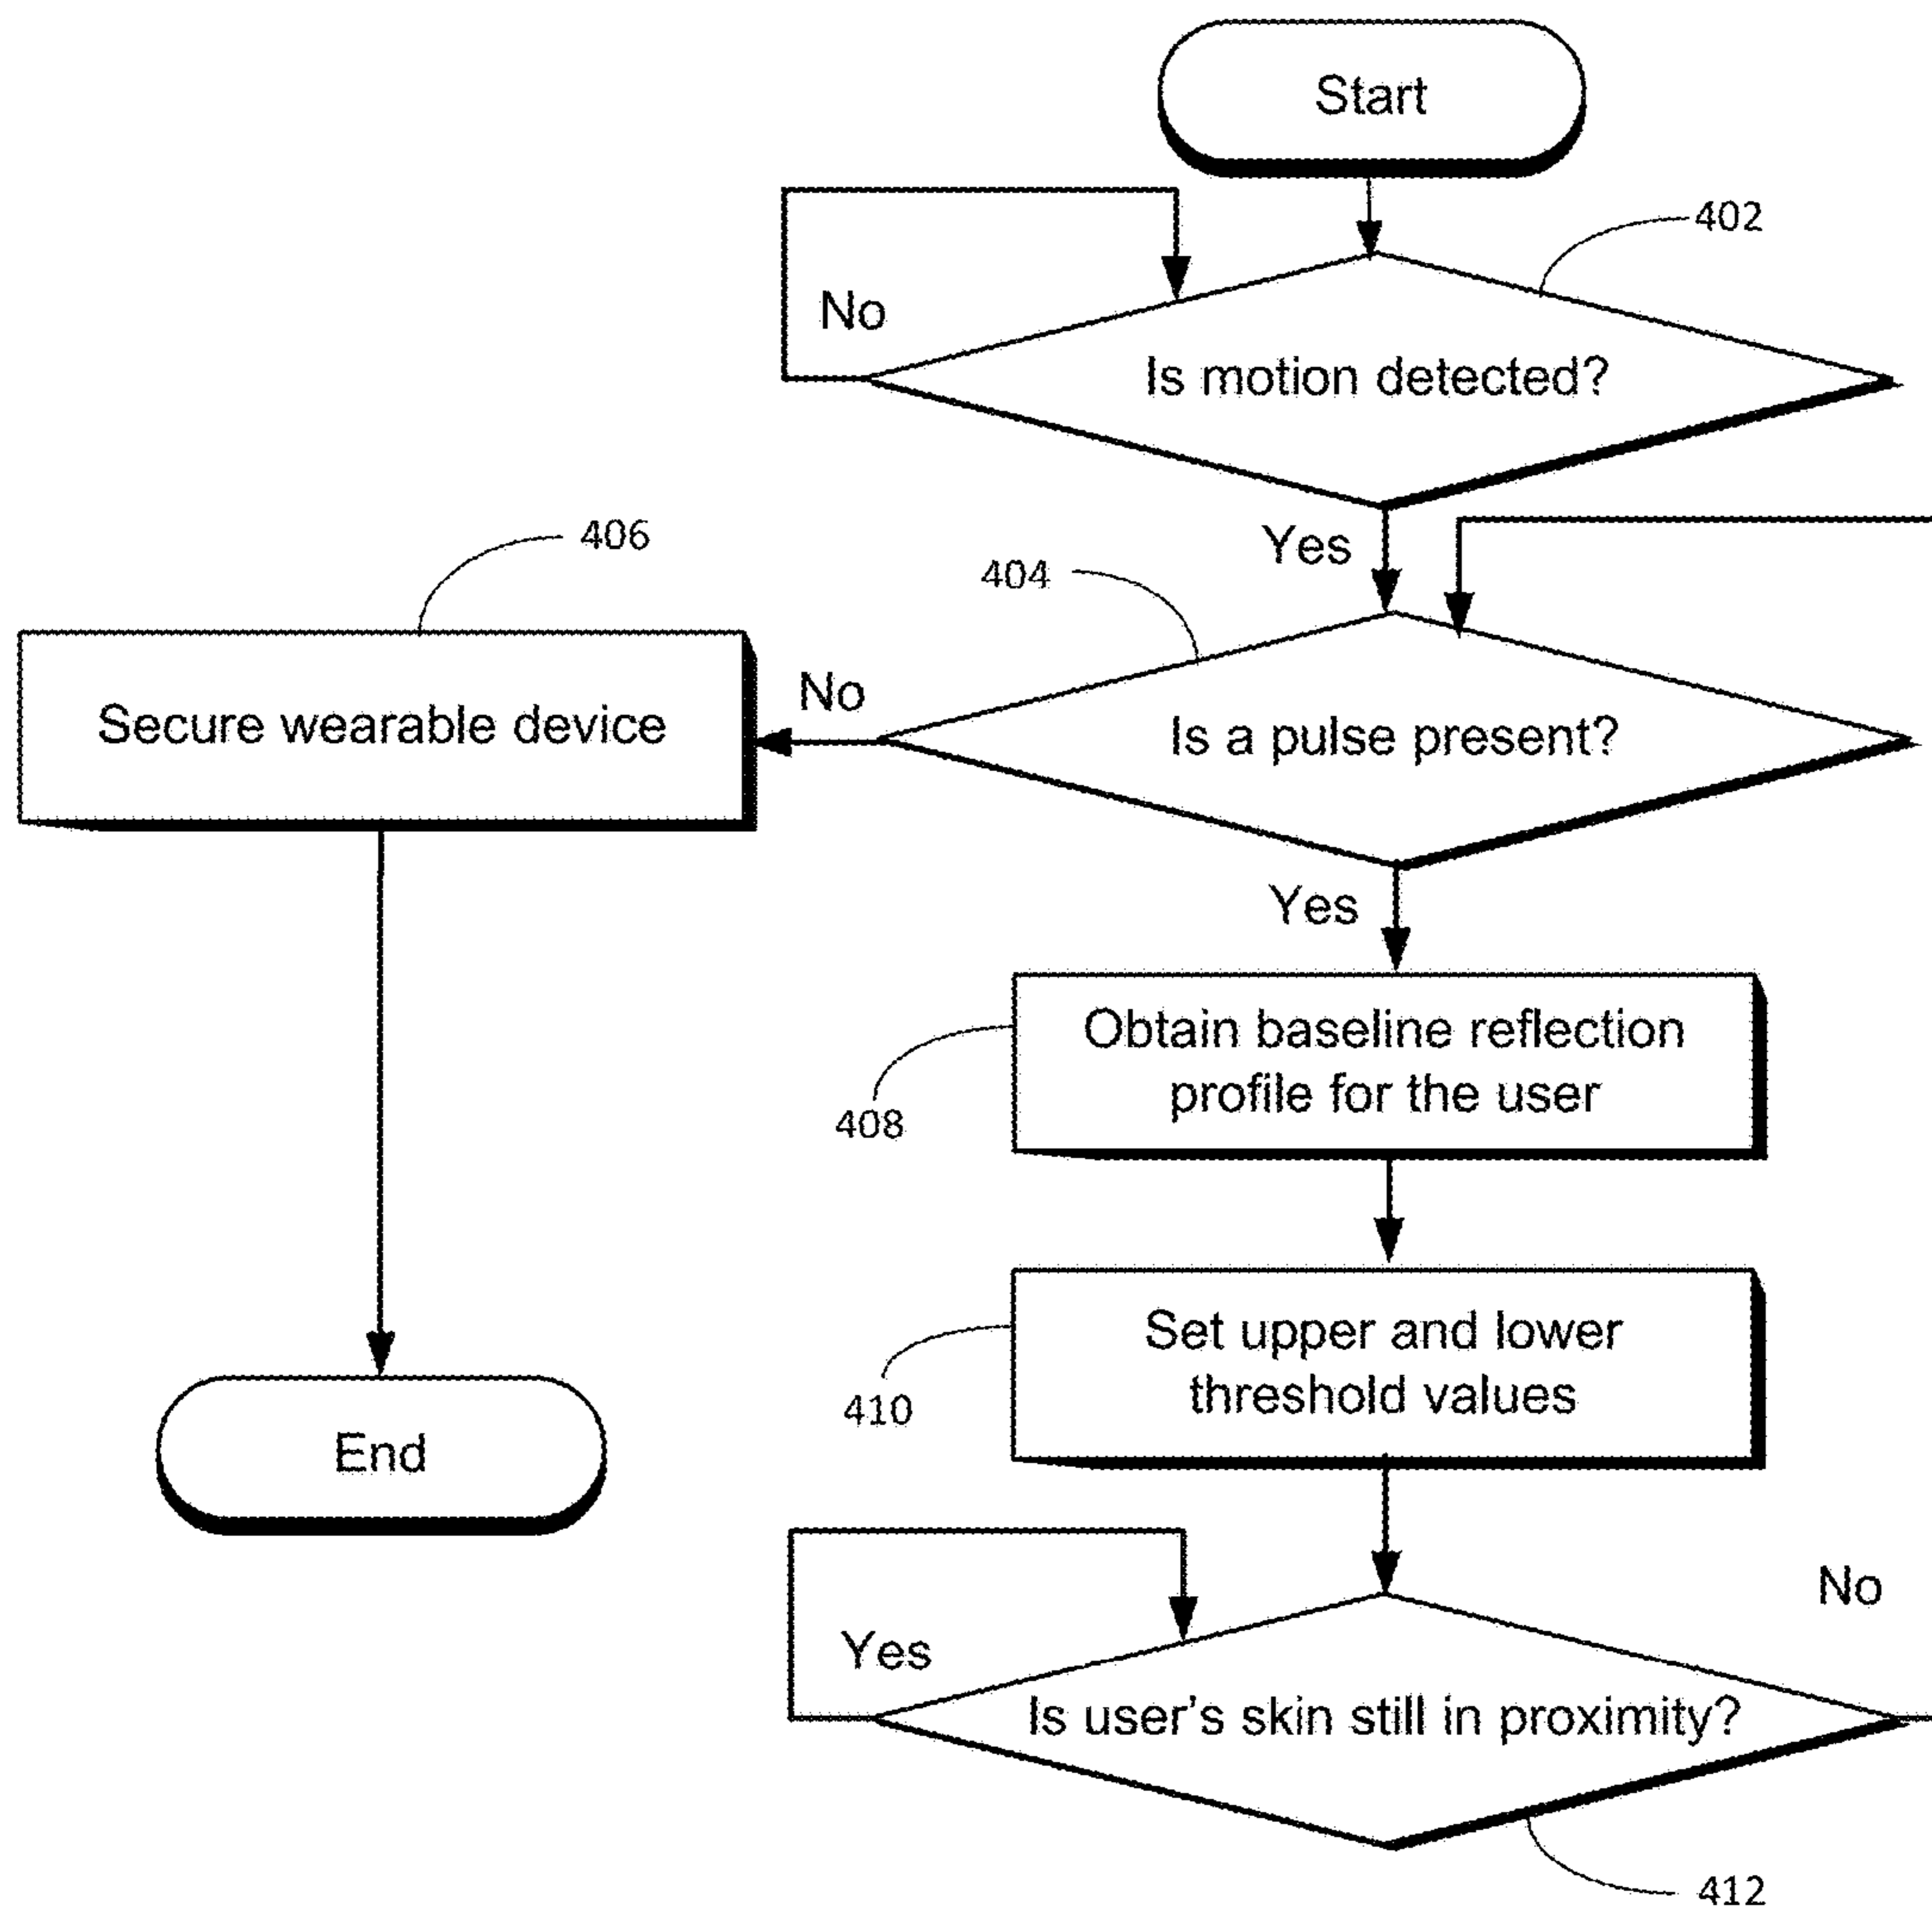 Start
402
No
Is motion detected?
Yes
406
404
Secure wearable device
No
Is a pulse present?
Yes
Obtain baseline reflection
profile for the user
408
Set upper and lower
threshold values
410
End
No
Yes
Is user's skin still in proximity?
412